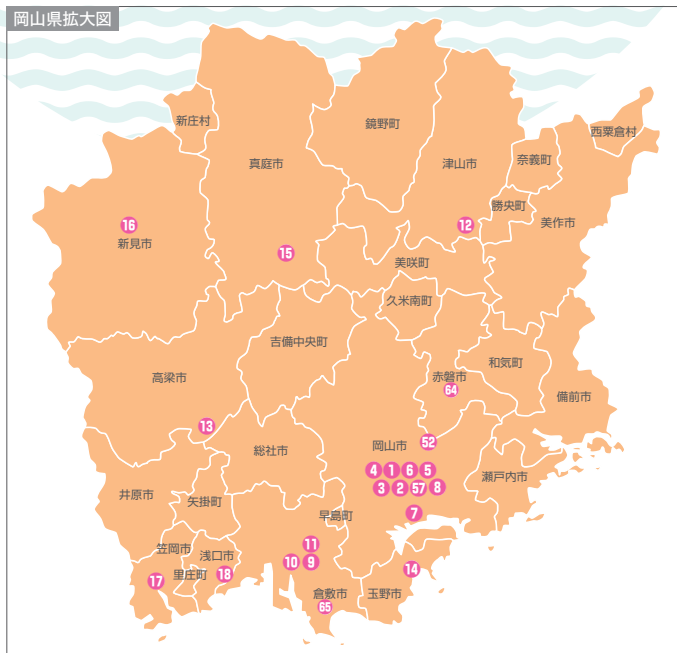 岡山県拡大図
新庄村
鏡野町
西粟倉村
真庭市
津山市
奈義町
勝央町
美作市
16
12
新見市
15
美咲町
久米南町
吉備中央町
和気町
高梁市
赤磐市
64
備前市
13
52
岡山市
総社市
4 1 6 5
瀬戸内市
3 2 57 8
井原市
矢掛町
7
早島町
11
笠岡市
浅口市
10 9
14
里庄町
18
17
倉敷市
玉野市
65